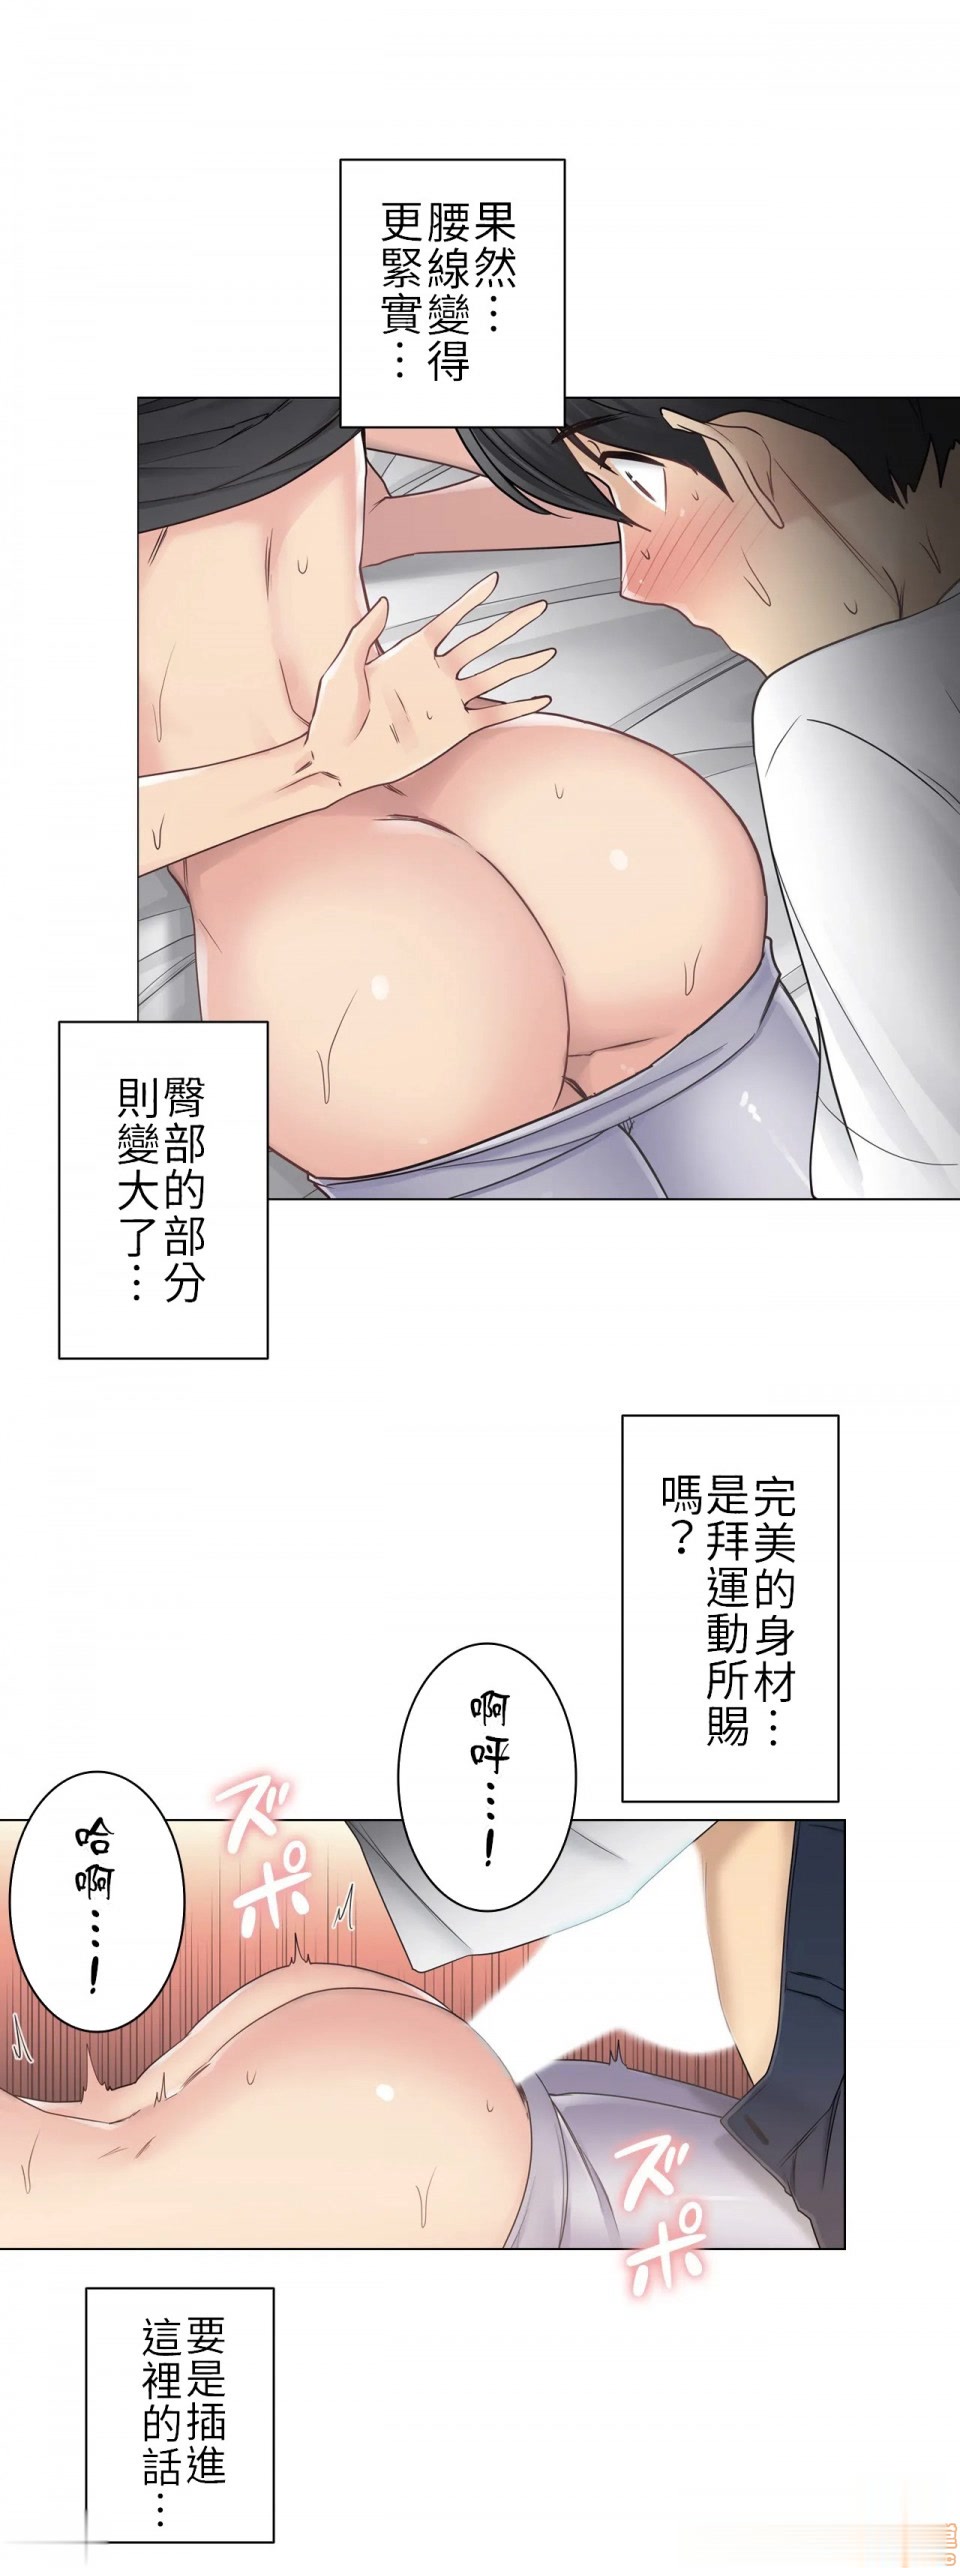 果然…
腰線變得
更緊實…
臀部的部分
則變大了…
完美的身材…
是拜運動所賜
嗎？
啊呼……!
ズポ
哈啊……!
ズポ
要是插進
這裡的話…